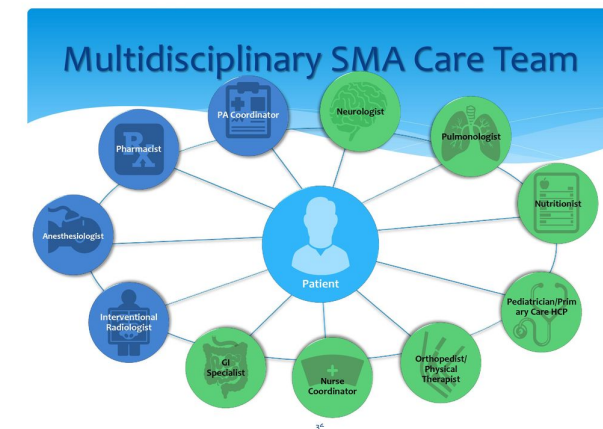 Multidisciplinary SMA Care Team
PA Coordinator
Neurologist
Pharmacist
Pulmonologist
Nutritionist
Anesthesiologist
Patient
Pediatrician/Prim
ary Care HCP
Interventional
Radiologist
GI
Specialist
Nurse
Coordinator
Orthopedist/
Physical
Therapist